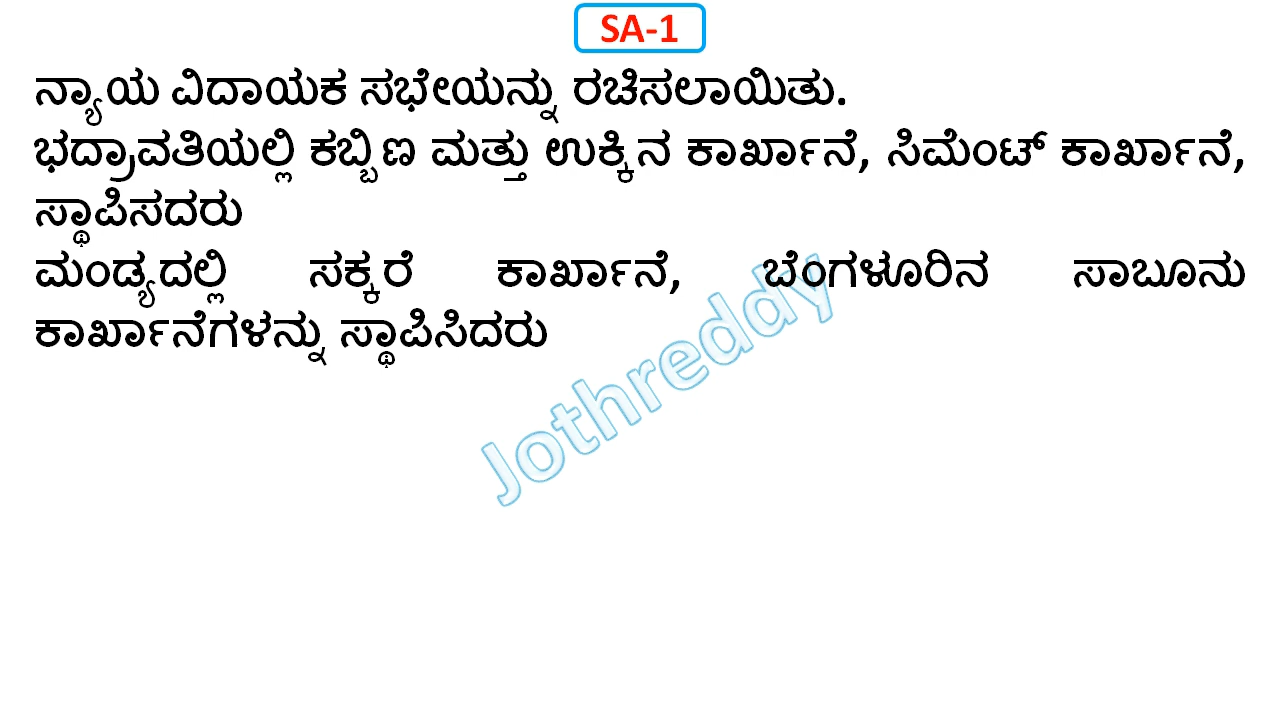 SA-1
ನ್ಯಾಯ ವಿದಾಯಕ ಸಭೇಯನ್ನು ರಚಿಸಲಾಯಿತು.
ಭದ್ರಾವತಿಯಲ್ಲಿ ಕಬ್ಬಿಣ ಮತ್ತು ಉಕ್ಕಿನ ಕಾರ್ಖಾನೆ, ಸಿಮೆಂಟ್ ಕಾರ್ಖಾನೆ,
ಸ್ಥಾಪಿಸದರು
ಮಂಡ್ಯದಲ್ಲಿ ಸಕ್ಕರೆ ಕಾರ್ಖಾನೆ, ಬೆಂಗಳೂರಿನ ಸಾಬೂನು
ಕಾರ್ಖಾನೆಗಳನ್ನು ಸ್ಥಾಪಿಸಿದರು
Jothreddy